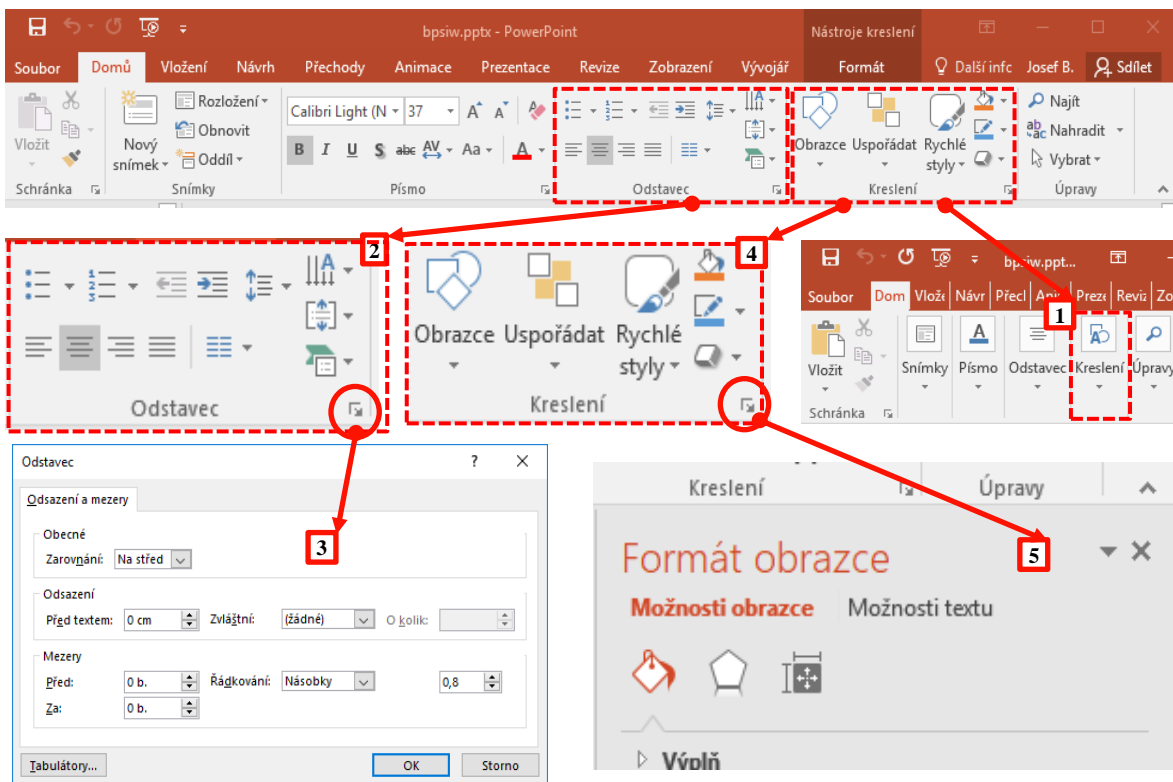 bpsiw.pptx - PowerPoint
Nástroje kreslení
Soubor Domů Vložení Návrh Přechody Animace Prezentace Revize Zobrazení Vývojář Formát Další infc Josef B. Sdílet
Vložit
Nový snímek
Rozložení
Obnovit
Oddíl
Calibri Light (N 37
B I U S abc AV Aa A
Obrazce Uspořádat Rychlé styly
Najít
Nahradit
Vybrat
Schránka Snímky Písmo Odstavec Kreslení Úpravy
2
Odstavec
4
Obrazce Uspořádat Rychlé
styly
Kreslení
bpsiw.ppt...
Soubor Dom Vlože Návr Přecl Ani Preze Reviz Zo
1
Vložit Snímky Písmo Odstavec Kreslení Úpravy
Schránka
Odstavec ? ×
Odsazení a mezery
Obecné
Zarovnání: Na střed
3
Odsazení
Před textem: 0 cm Zvláštní: (žádné) O kolik:
Mezery
Před: 0 b. Řádkování: Násobky 0,8
Za: 0 b.
Tabulátory... OK Storno
Kreslení Úpravy
Formát obrazce
5
Možnosti obrazce Možnosti textu
Výplň